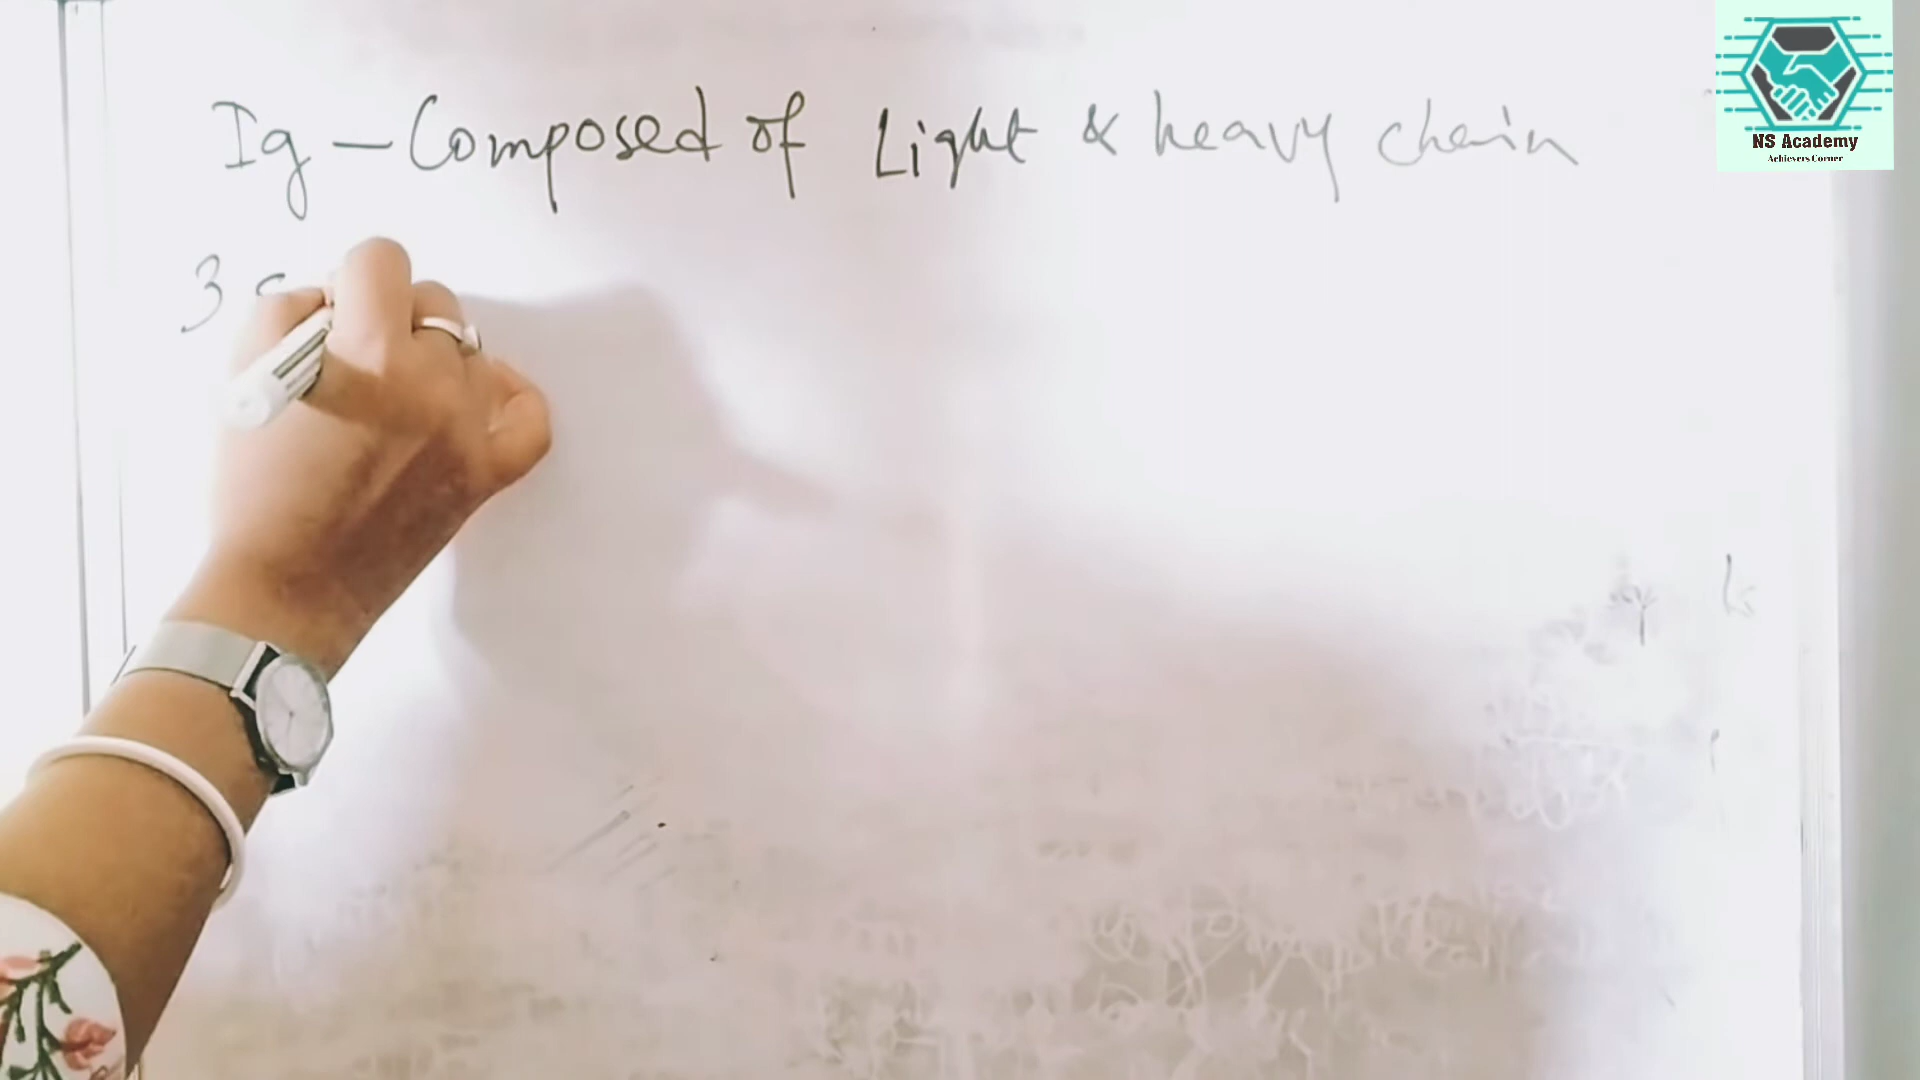 Ig - Composed of Light & heavy chain
3
NS Academy
Achievers Corner